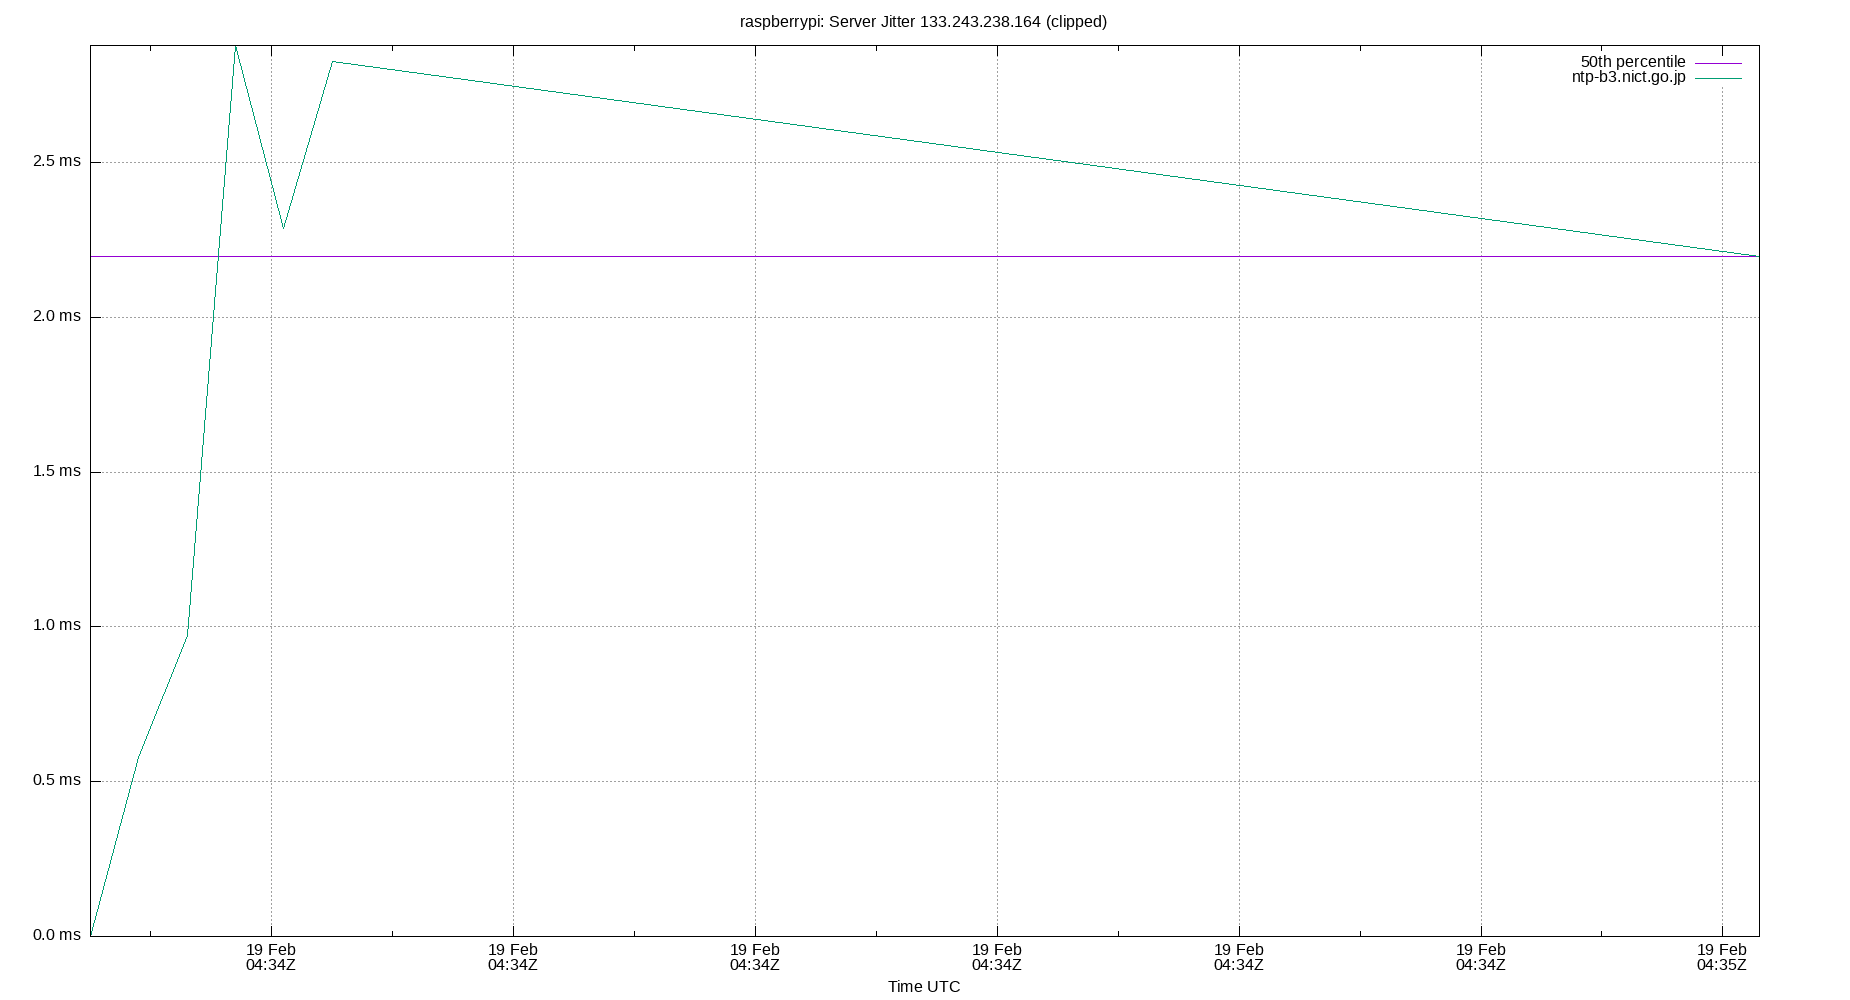 raspberrypi: Server Jitter 133.243.238.164 (clipped)
50th percentile
ntp-b3.nict.go.jp
2.5 ms
2.0 ms
1.5 ms
1.0 ms
0.5 ms
0.0 ms
19 Feb
04:34Z
19 Feb
04:34Z
19 Feb
04:34Z
19 Feb
04:34Z
19 Feb
04:34Z
19 Feb
04:34Z
19 Feb
04:35Z
Time UTC